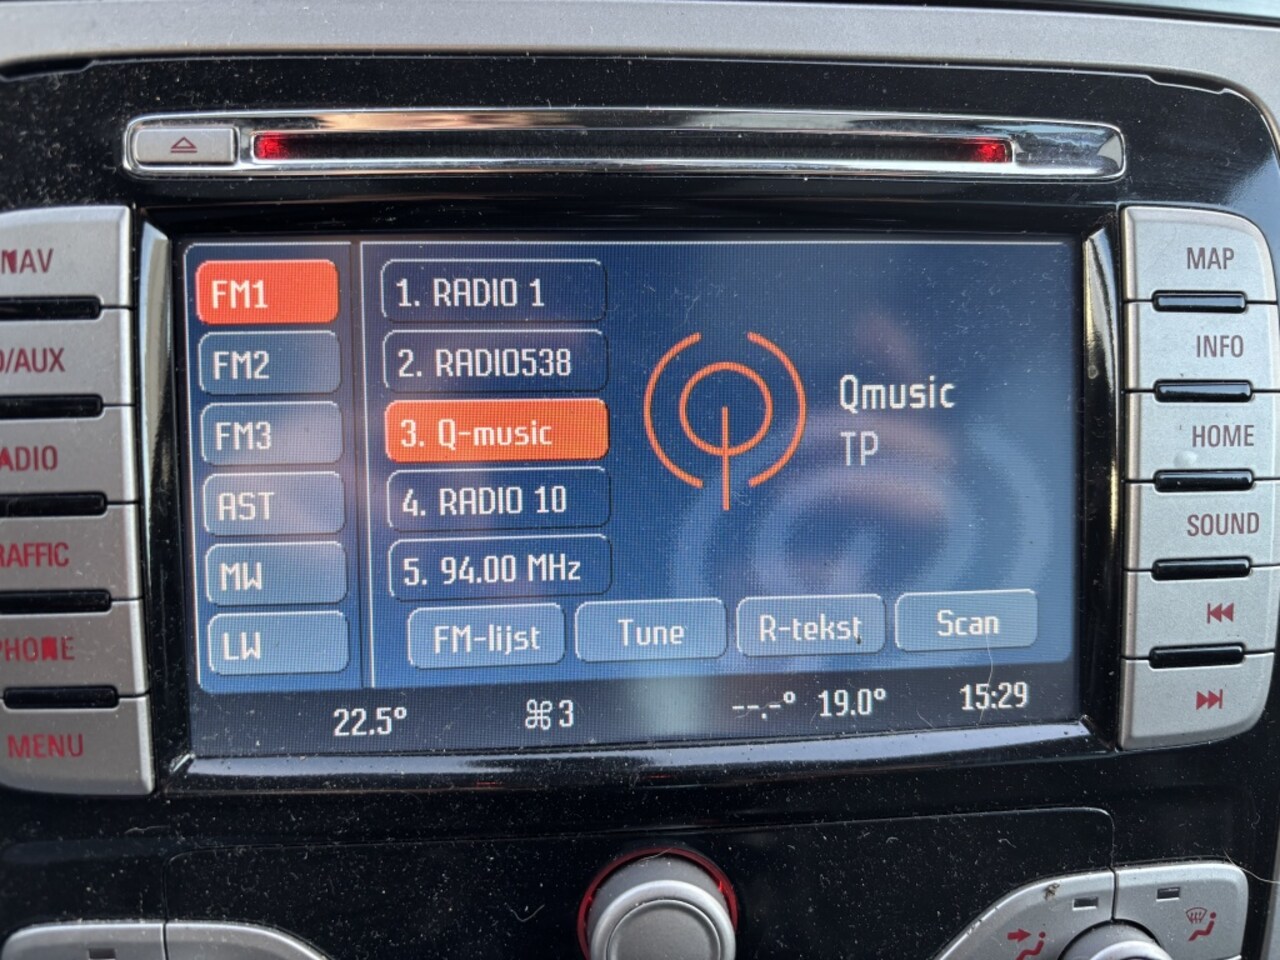 NAV
D/AUX
ADIO
RAFFIC
PHONE
MENU
FM1
FM2
FM3
AST
MW
LW
1. RADIO 1
2. RADIO538
3. Q-music
4. RADIO 10
5. 94.00 MHz
Qmusic
TP
FM-lijst
Tune
R-tekst
Scan
22.5°
⌘3
--.-°
19.0°
15:29
MAP
INFO
HOME
SOUND